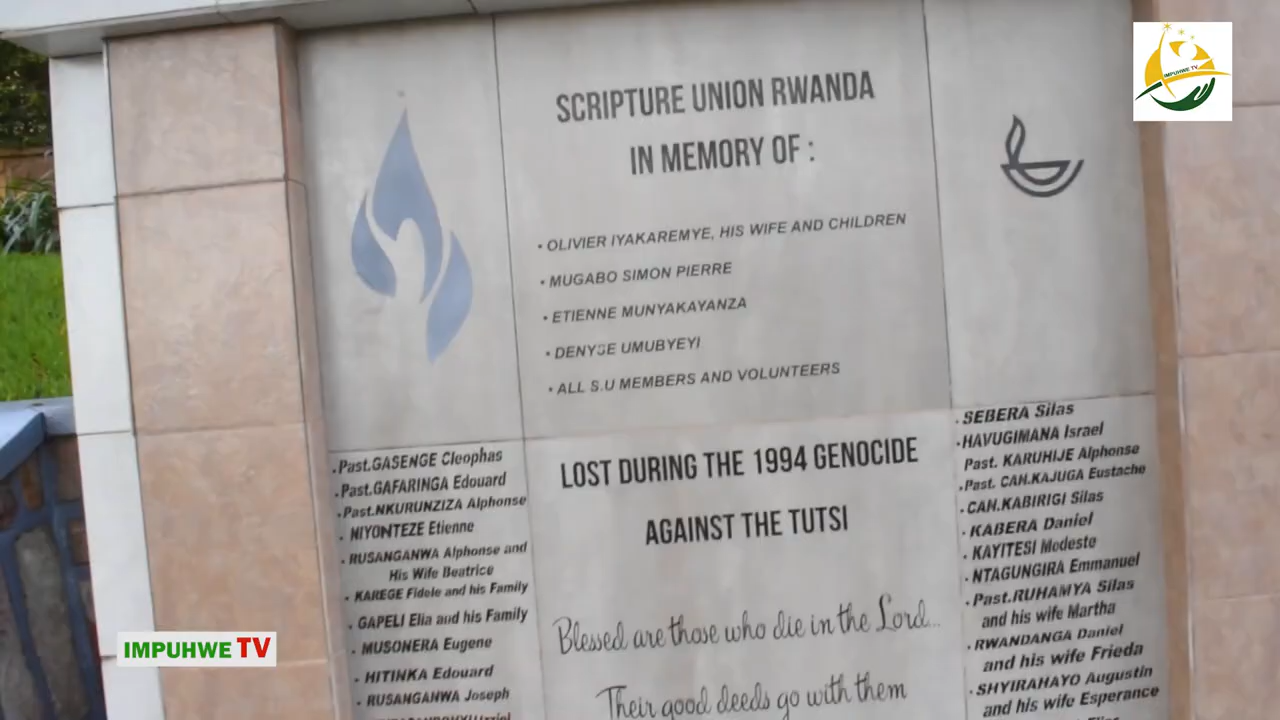 IMPUHWE TV
SCRIPTURE UNION RWANDA
IN MEMORY OF :
• OLIVIER IYAKAREMYE, HIS WIFE AND CHILDREN
• MUGABO SIMON PIERRE
• ETIENNE MUNYAKAYANZA
• DENYSE UMUBYEYI
• ALL S.U MEMBERS AND VOLUNTEERS
LOST DURING THE 1994 GENOCIDE
AGAINST THE TUTSI
Blessed are those who die in the Lord...
Their good deeds go with them
• Past.GASENGE Cleophas
• Past.GAFARINGA Edouard
• Past.NKURUNZIZA Alphonse
• NIYONTEZE Etienne
• RUSANGANWA Alphonse and
His Wife Beatrice
• KAREGE Fidele and his Family
• GAPELI Elia and his Family
• MUSONERA Eugene
• HITINKA Edouard
• RUSANGANWA Joseph
• SEBERA Silas
• HAVUGIMANA Israel
Past. KARUHIJE Alphonse
• Past. CAN.KAJUGA Eustache
• CAN.KABIRIGI Silas
• KABERA Daniel
• KAYITESI Modeste
• NTAGUNGIRA Emmanuel
• Past.RUHAMYA Silas
and his wife Martha
• RWANDANGA Daniel
and his wife Frieda
• SHYIRAHAYO Augustin
and his wife Esperance
IMPUHWE TV